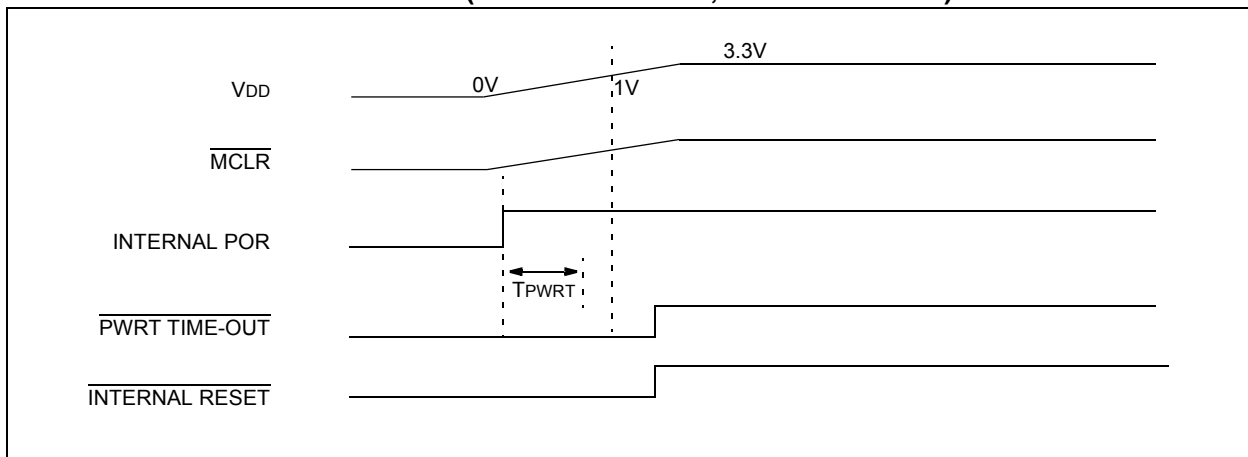 3.3V
VDD 0V 1V
MCLR
INTERNAL POR
TPWRT
PWRT TIME-OUT
INTERNAL RESET